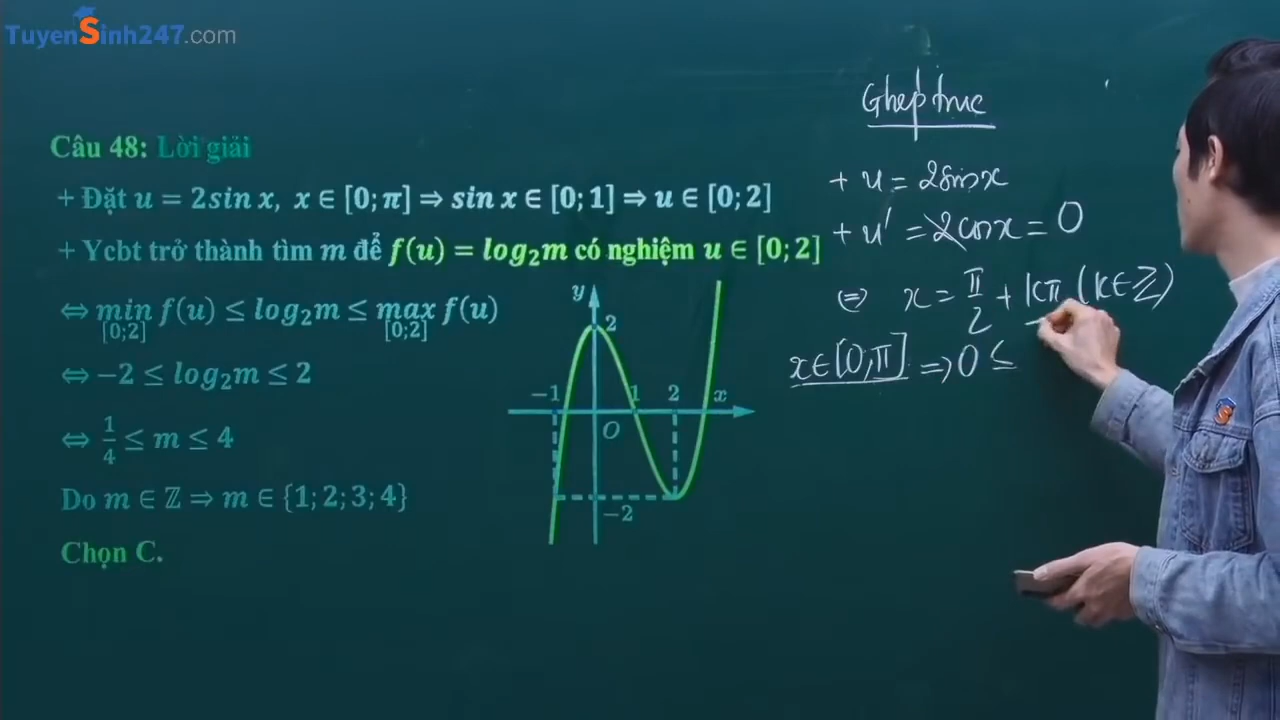 TuyenSinh247.com
Câu 48: Lời giải
+ Đặt u = 2sin x, x ∈ [0; π] ⇒ sin x ∈ [0; 1] ⇒ u ∈ [0; 2]
+ Ycbt trở thành tìm m để f(u) = log₂m có nghiệm u ∈ [0; 2]
⇔ min f(u) ≤ log₂m ≤ max f(u)
[0;2] [0;2]
⇔ −2 ≤ log₂m ≤ 2
⇔ 1/4 ≤ m ≤ 4
Do m ∈ ℤ ⇒ m ∈ {1; 2; 3; 4}
Chọn C.
y
2
−1 1 2 x
O
−2
Ghep truc
+ u = 2sinx
+ u' = 2cosx = 0
⇔ x = π/2 + kπ (k ∈ ℤ)
x ∈ [0; π] ⇒ 0 ≤